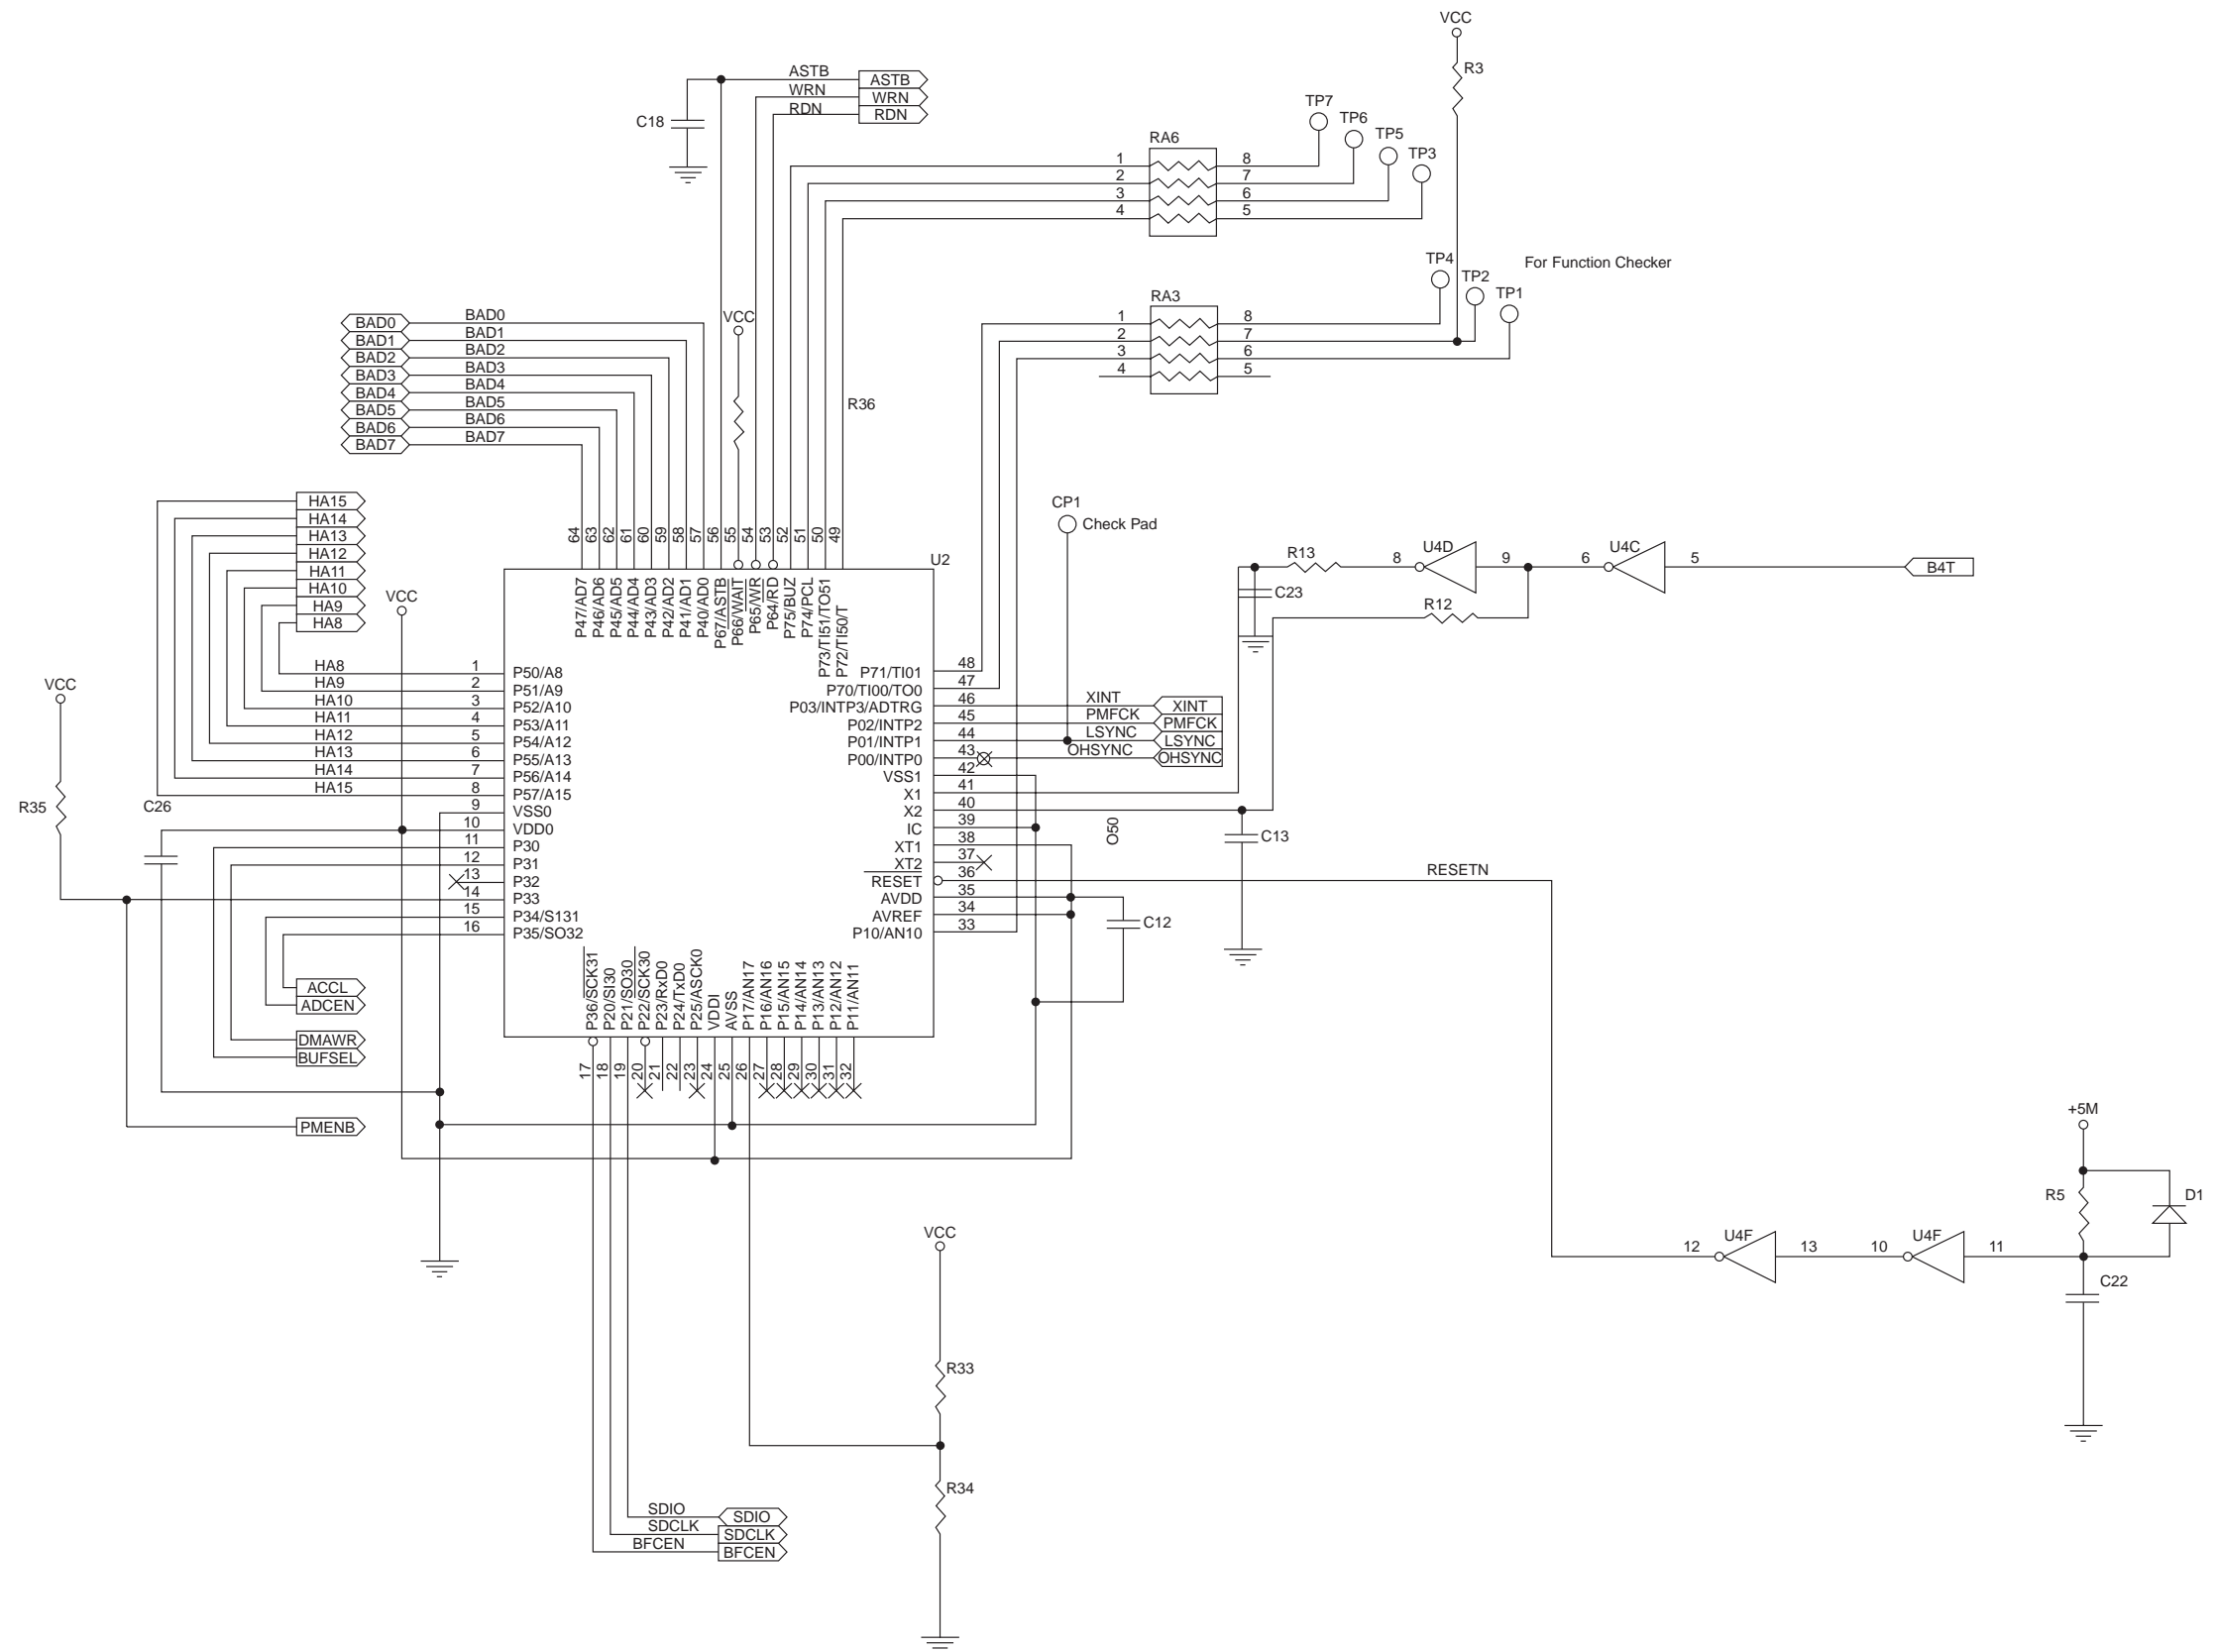 VCC
R3
ASTB ASTB
WRN WRN
RDN RDN
C18
TP7
TP6
TP5
TP3
RA6
1 8
2 7
3 6
4 5
For Function Checker
TP4
TP2
TP1
RA3
1 8
2 7
3 6
4 5
VCC
BAD0 BAD0
BAD1 BAD1
BAD2 BAD2
BAD3 BAD3
BAD4 BAD4
BAD5 BAD5
BAD6 BAD6
BAD7 BAD7
R36
HA15
HA14
HA13
HA12
HA11
HA10
HA9
HA8
CP1
Check Pad
64 63 62 61 60 59 58 57 56 55 54 53 52 51 50 49
U2
P47/AD7
P46/AD6
P45/AD5
P44/AD4
P43/AD3
P42/AD2
P41/AD1
P40/AD0
P67/ASTB
P66/WAIT
P65/WR
P64/RD
P75/BUZ
P74/PCL
P73/TI51/TO51
P72/TI50/T
R13
8 U4D 9
6 U4C 5
B4T
C23
R12
VCC
VCC
R35
C26
HA8 1 P50/A8
HA9 2 P51/A9
HA10 3 P52/A10
HA11 4 P53/A11
HA12 5 P54/A12
HA13 6 P55/A13
HA14 7 P56/A14
HA15 8 P57/A15
9 VSS0
10 VDD0
11 P30
12 P31
13 P32
14 P33
15 P34/S131
16 P35/SO32
P71/TI01 48
P70/TI00/TO0 47
P03/INTP3/ADTRG 46 XINT XINT
P02/INTP2 45 PMFCK PMFCK
P01/INTP1 44 LSYNC LSYNC
P00/INTP0 43 OHSYNC OHSYNC
VSS1 42
X1 41
X2 40
IC 39
XT1 38
XT2 37
RESET 36 RESETN
AVDD 35
AVREF 34
P10/AN10 33
O50
C13
C12
ACCL
ADCEN
DMAWR
BUFSEL
PMENB
P36/SCK31
P20/SI30
P21/SO30
P22/SCK30
P23/RxD0
P24/TxD0
P25/ASCK0
VDDI
AVSS
P17/AN17
P16/AN16
P15/AN15
P14/AN14
P13/AN13
P12/AN12
P11/AN11
17 18 19 20 21 22 23 24 25 26 27 28 29 30 31 32
+5M
R5
D1
12 U4F 13
10 U4F 11
C22
VCC
R33
R34
SDIO SDIO
SDCLK SDCLK
BFCEN BFCEN